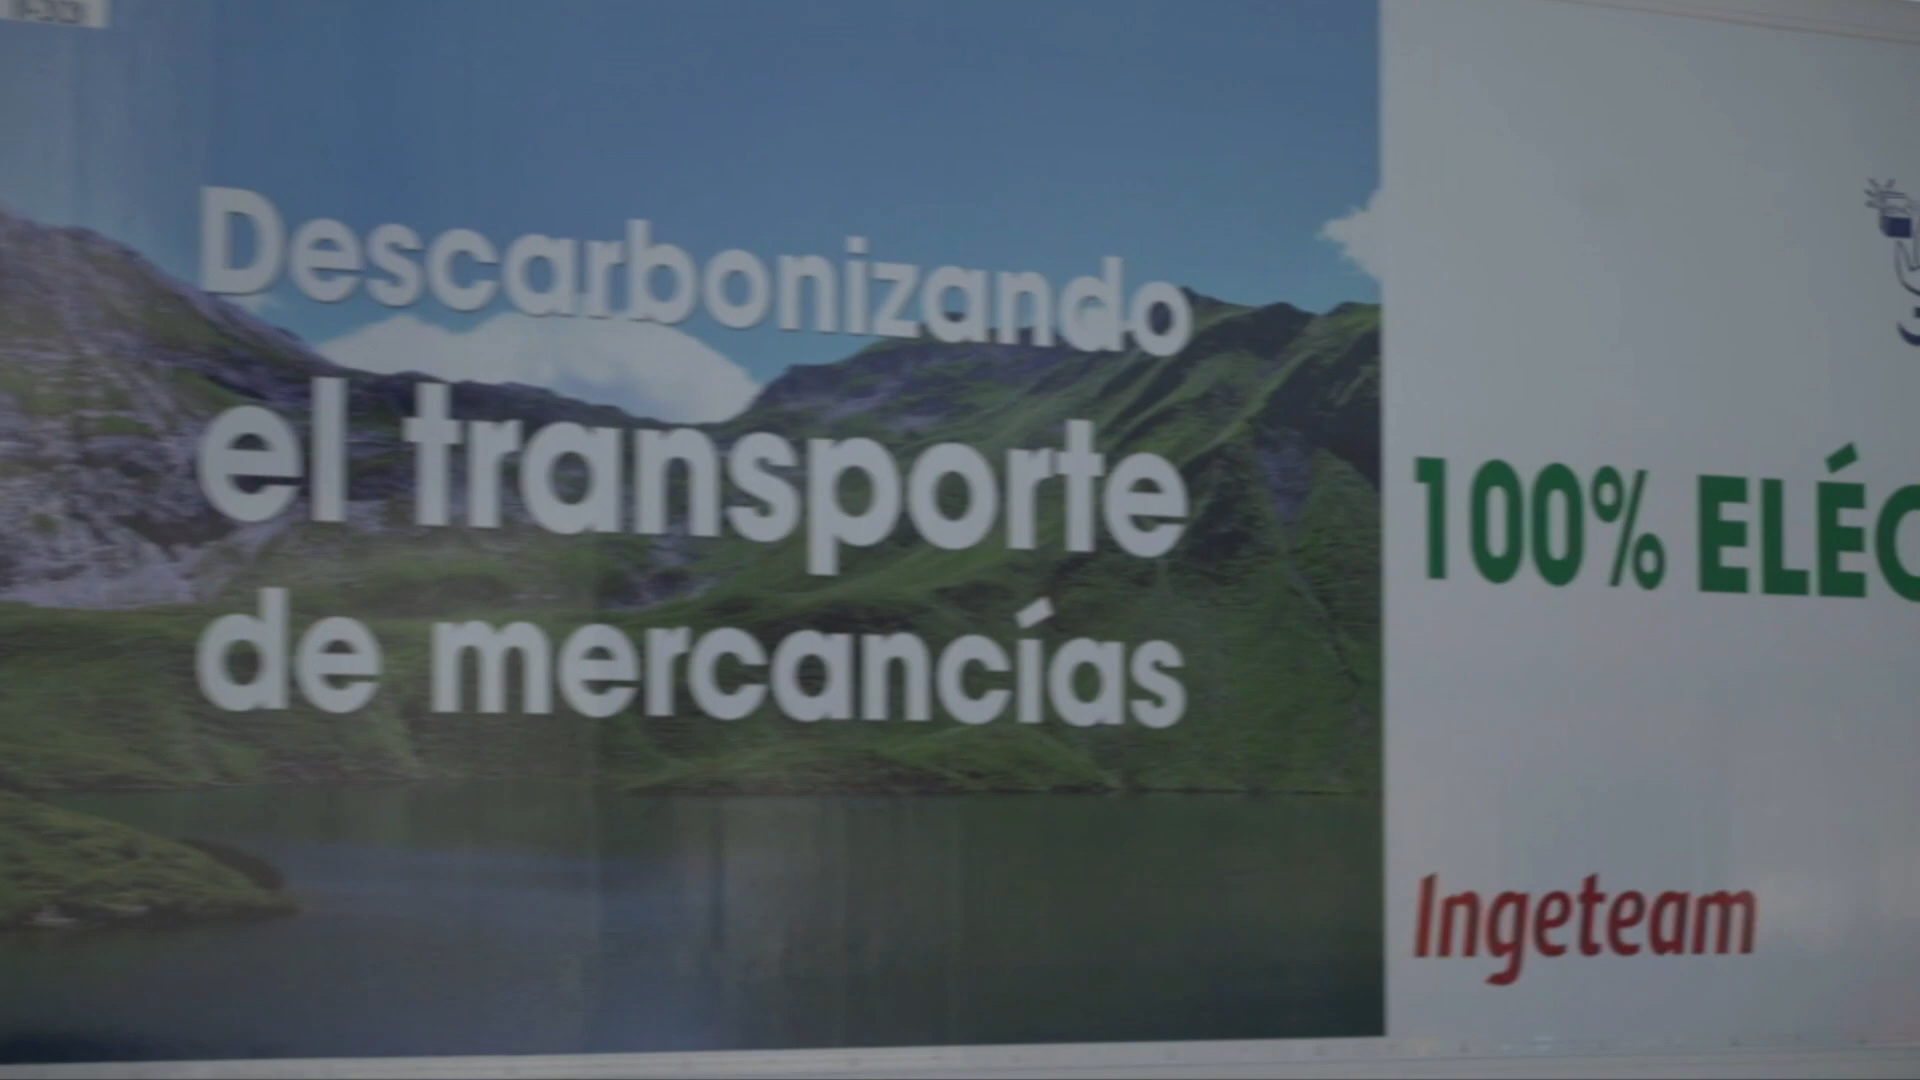 Descarbonizando
el transporte
de mercancías
100% ELÉC
Ingeteam